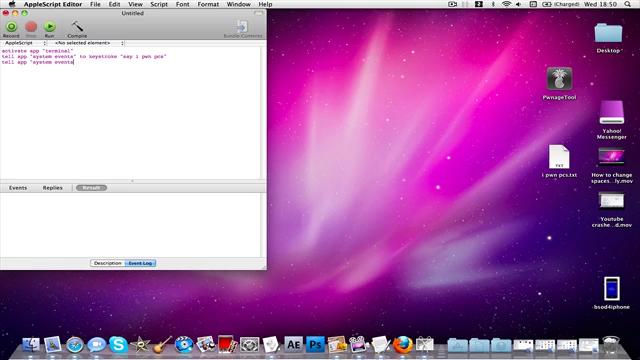 AppleScript Editor File Edit View Script Font Format Window Help
(Charged) Wed 18:50
Untitled
Record Stop Run Compile Bundle Contents
AppleScript <No selected element>
activate app "terminal"
tell app "system events" to keystroke "say i pwn pcs"
tell app "system events
Events Replies Result
Description Event Log
Desktop
PwnageTool
Yahoo!
Messenger
TXT
i pwn pcs.txt
How to change
spaces...ly.mov
Youtube
crashe...d.mov
bsod4iphone
AE Ps